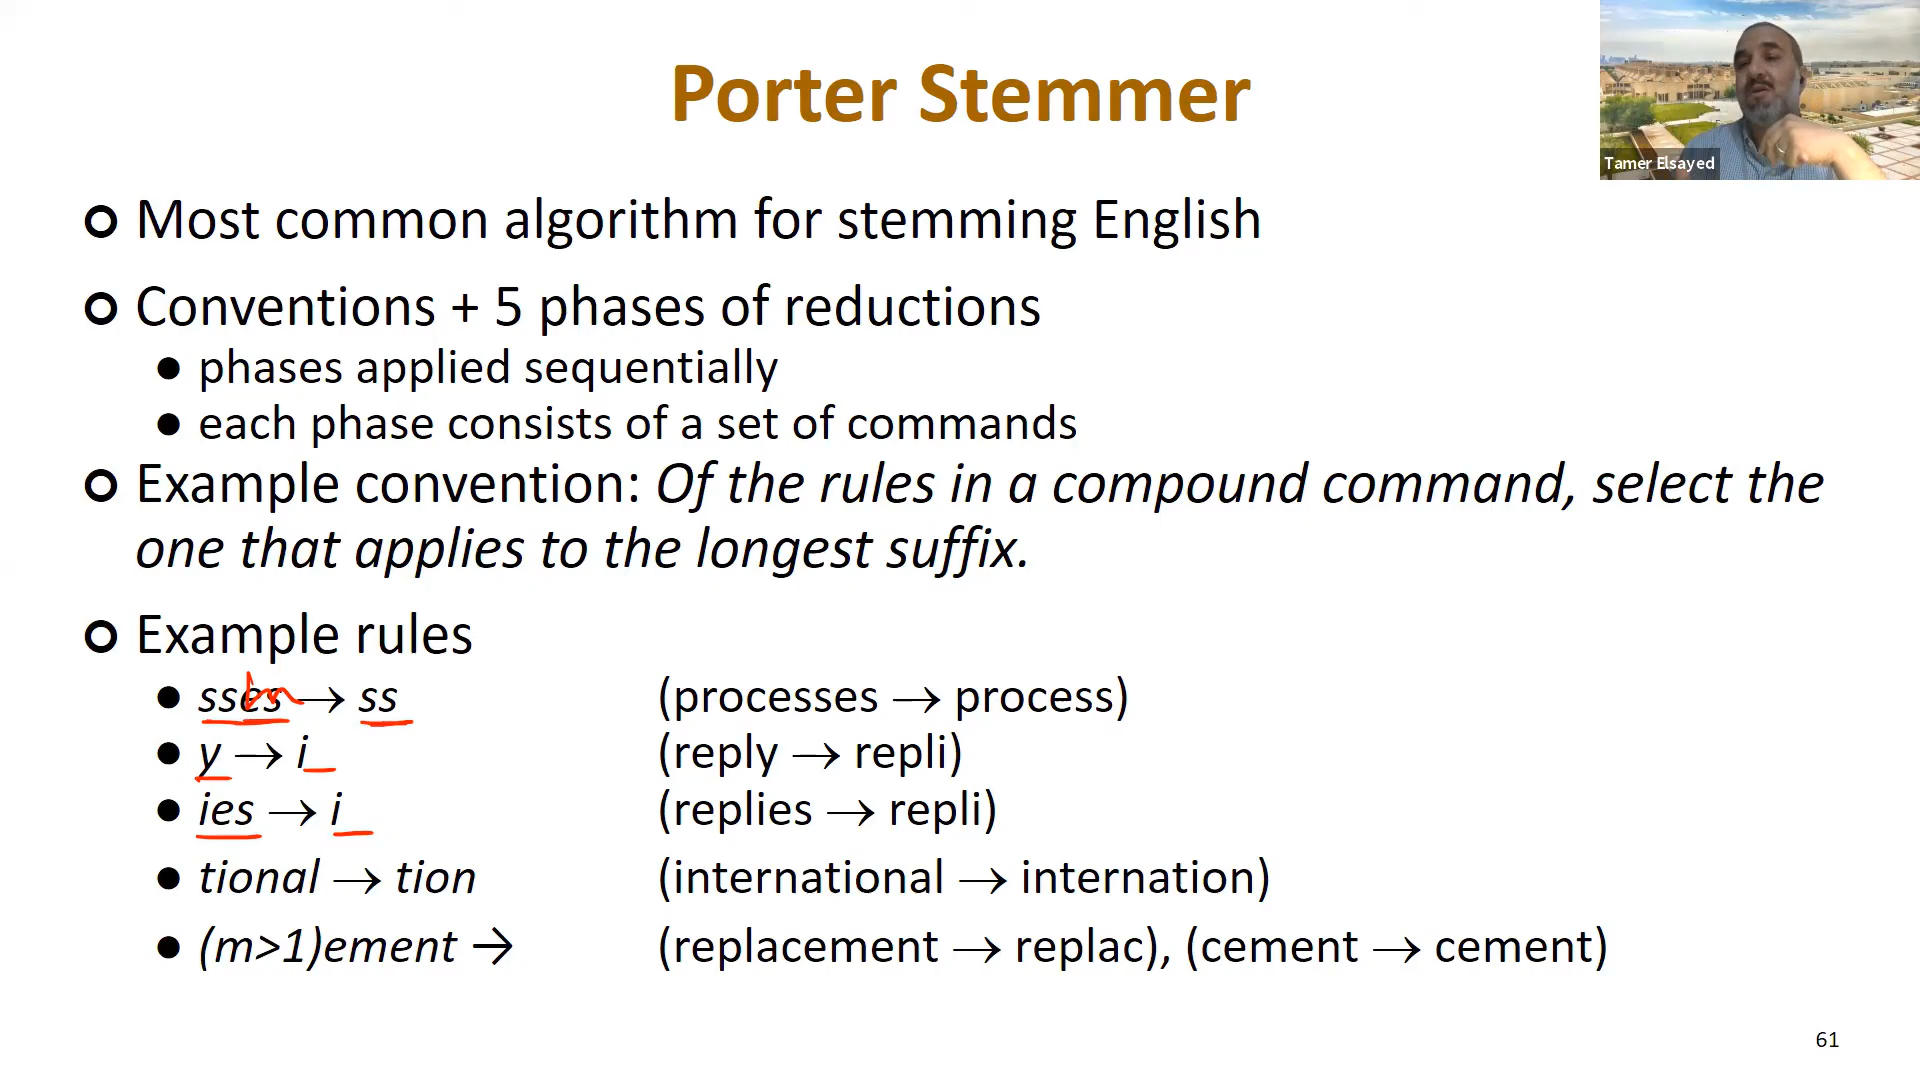 Porter Stemmer
Tamer Elsayed
Most common algorithm for stemming English
Conventions + 5 phases of reductions
● phases applied sequentially
● each phase consists of a set of commands
Example convention: Of the rules in a compound command, select the
one that applies to the longest suffix.
Example rules
● sses → ss (processes → process)
● y → i (reply → repli)
● ies → i (replies → repli)
● tional → tion (international → internation)
● (m>1)ement → (replacement → replac), (cement → cement)
61